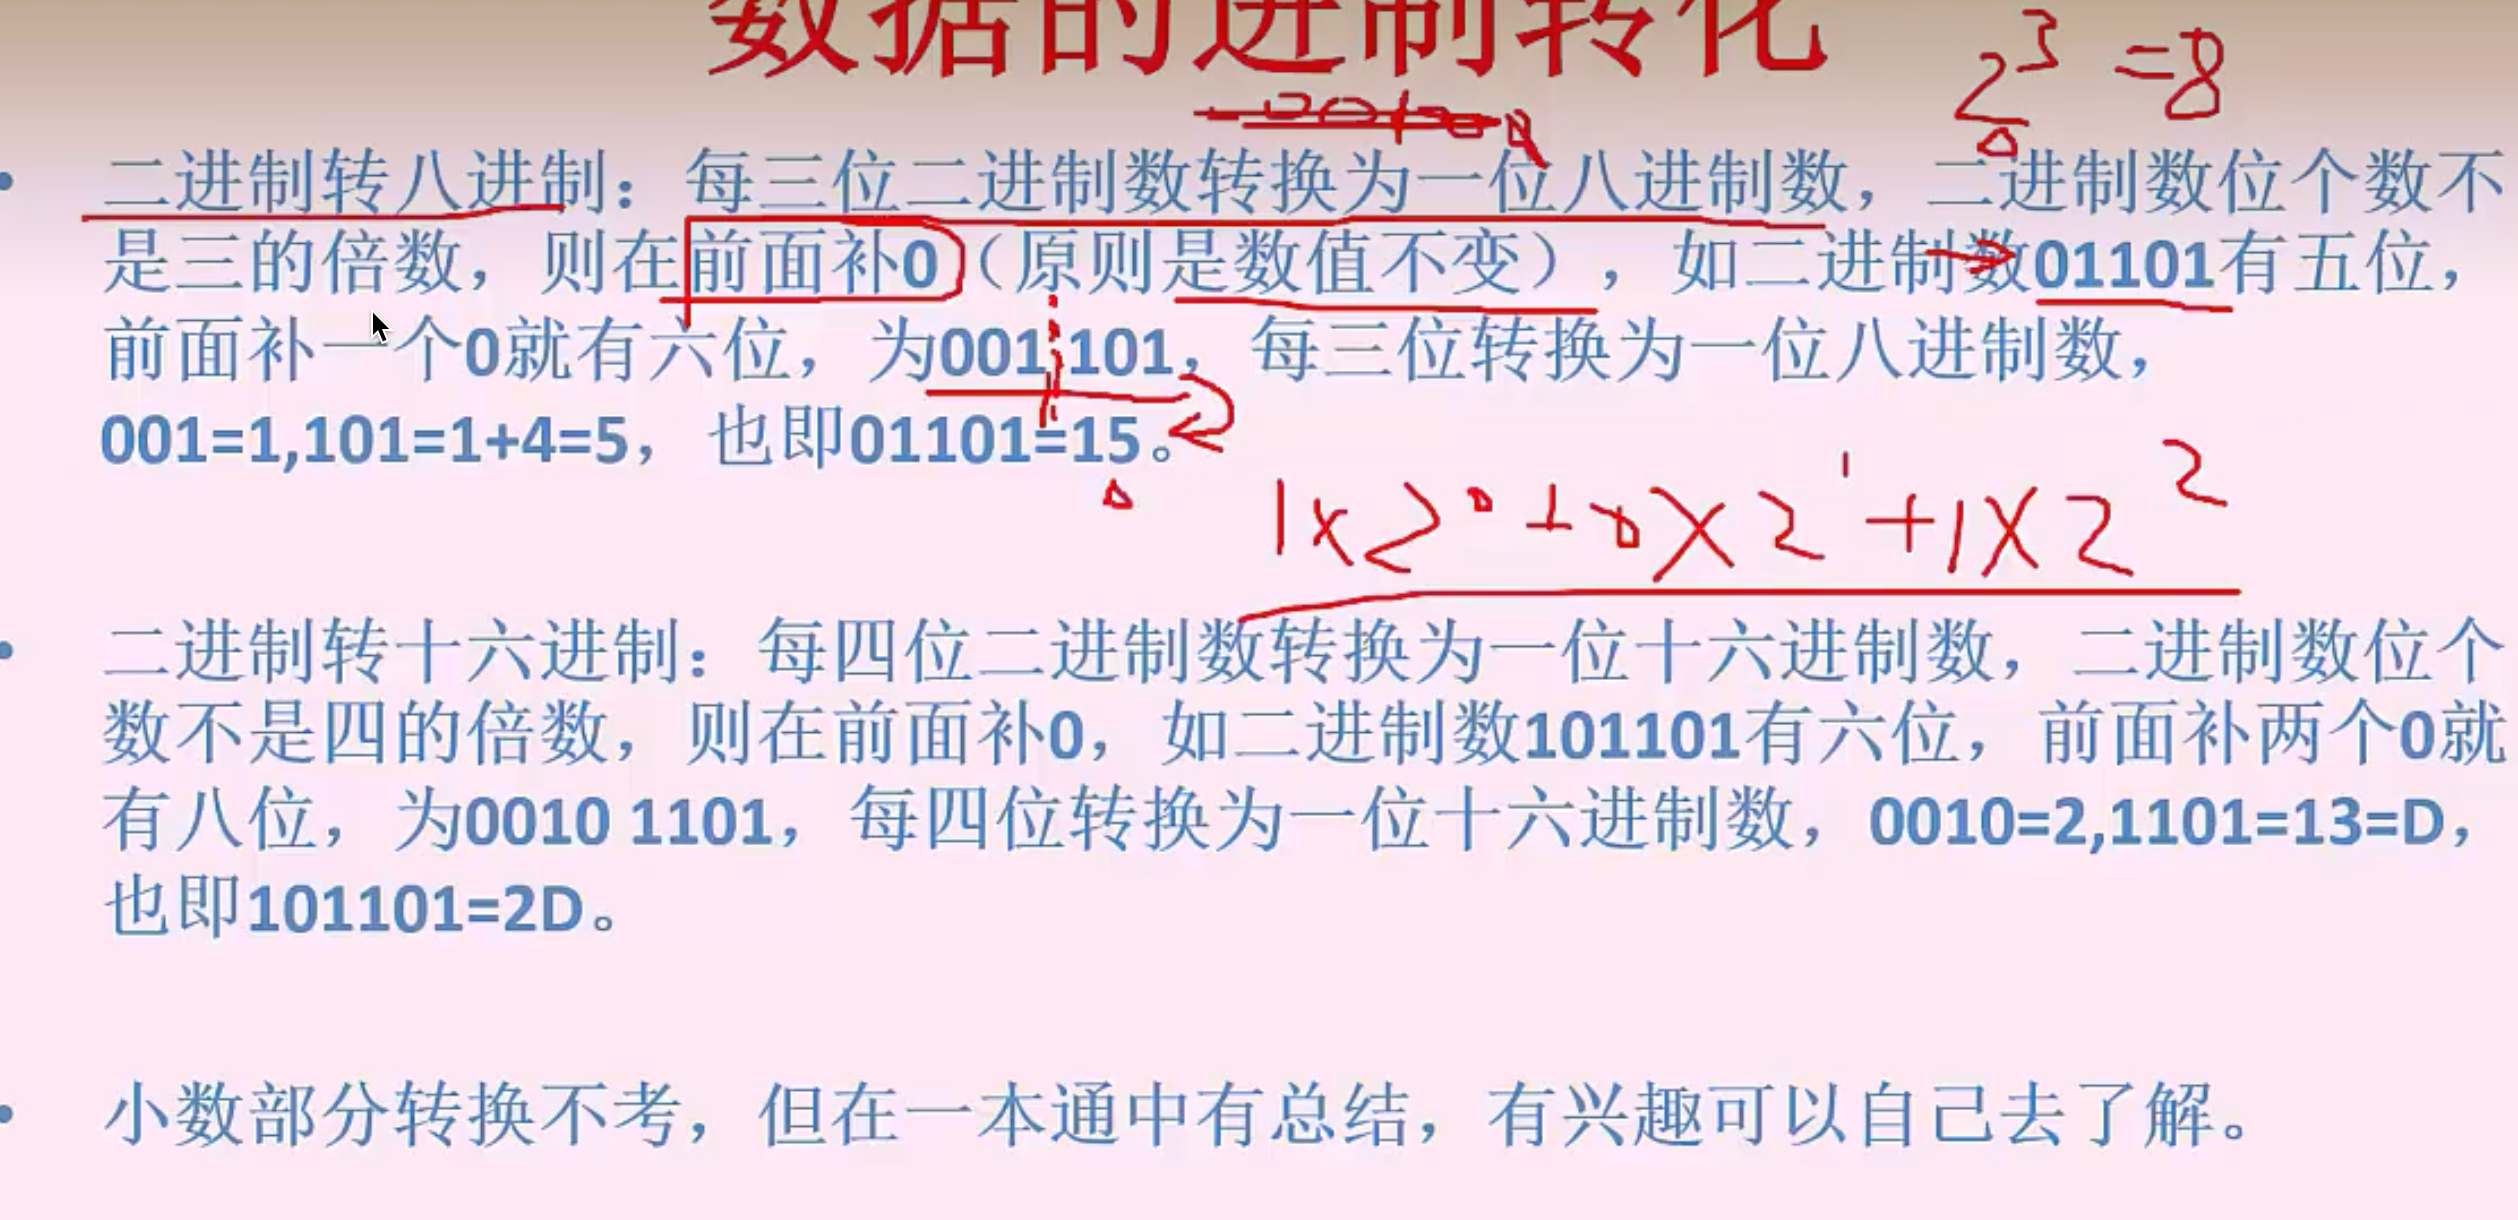 数据的进制转化
2³ =8
二进制转八进制：每三位二进制数转换为一位八进制数，二进制数位个数不
是三的倍数，则在前面补0（原则是数值不变），如二进制数01101有五位，
前面补一个0就有六位，为001 101，每三位转换为一位八进制数，
001=1,101=1+4=5，也即01101=15。
1x2⁰+0x2¹+1x2²
二进制转十六进制：每四位二进制数转换为一位十六进制数，二进制数位个
数不是四的倍数，则在前面补0，如二进制数101101有六位，前面补两个0就
有八位，为0010 1101，每四位转换为一位十六进制数，0010=2,1101=13=D，
也即101101=2D。
小数部分转换不考，但在一本通中有总结，有兴趣可以自己去了解。